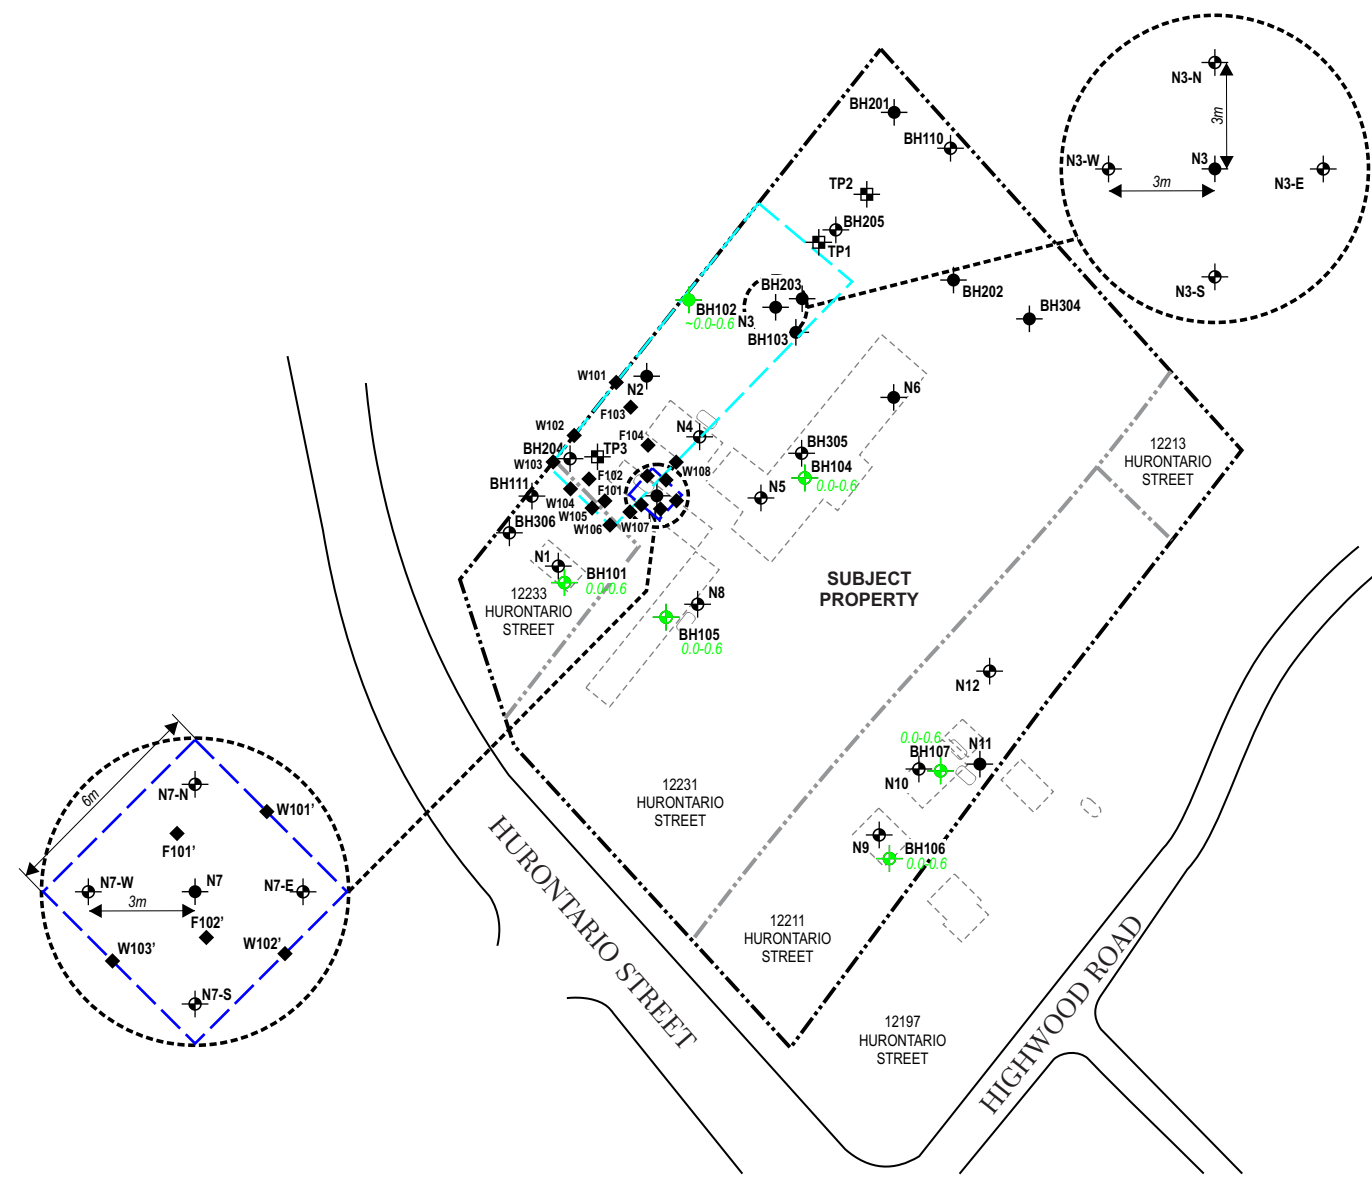 N3-N
3m
N3-W
N3
3m
N3-E
N3-S
BH201
BH110
TP2
BH205
TP1
BH203
BH202
BH102
~0.0-0.6
N3
BH103
BH304
W101
N2
F103
N6
W102
F104
N4
BH204
TP3
W103
W108
BH305
BH104
0.0-0.6
12213
HURONTARIO
STREET
F102
BH111
W104
F101
N5
W105
W107
BH306
W106
N1
BH101
0.0-0.6
12233
HURONTARIO
STREET
N8
BH105
0.0-0.6
SUBJECT
PROPERTY
N12
0.0-0.6
BH107
N11
N10
12231
HURONTARIO
STREET
N9
BH106
0.0-0.6
6m
N7-N
W101'
F101'
N7-W
N7
N7-E
3m
F102'
W103'
W102'
N7-S
HURONTARIO STREET
12211
HURONTARIO
STREET
12197
HURONTARIO
STREET
HIGHWOOD ROAD